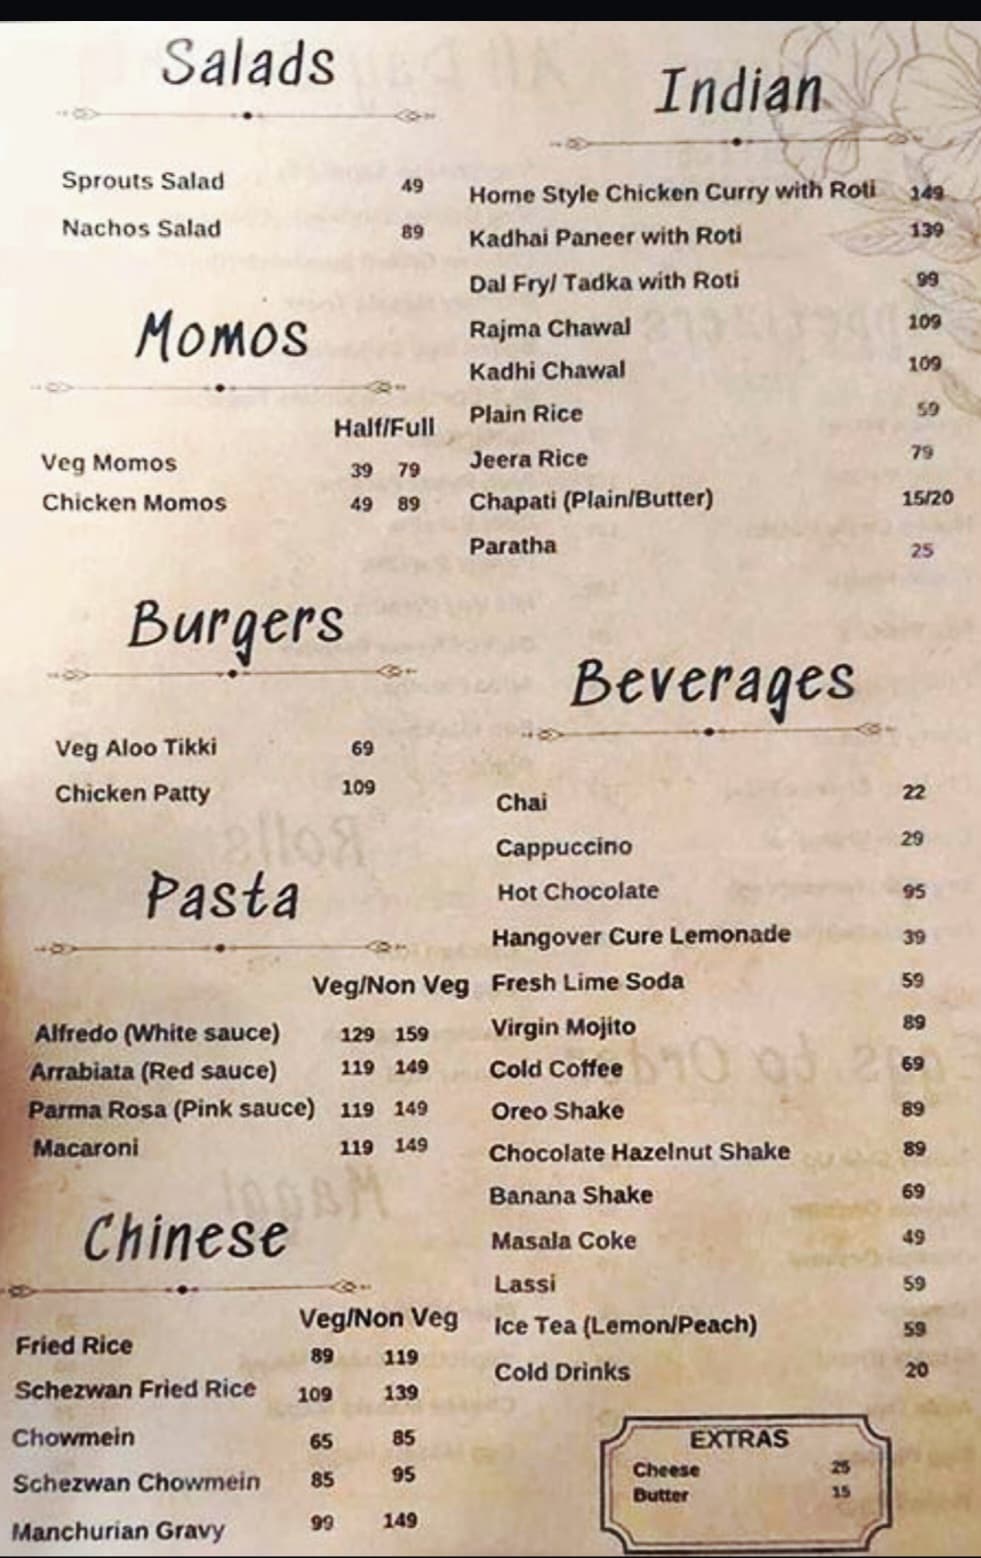 Salads
Sprouts Salad 49
Nachos Salad 89
Momos
Half/Full
Veg Momos 39 79
Chicken Momos 49 89
Burgers
Veg Aloo Tikki 69
Chicken Patty 109
Pasta
Veg/Non Veg
Alfredo (White sauce) 129 159
Arrabiata (Red sauce) 119 149
Parma Rosa (Pink sauce) 119 149
Macaroni 119 149
Chinese
Veg/Non Veg
Fried Rice 89 119
Schezwan Fried Rice 109 139
Chowmein 65 85
Schezwan Chowmein 85 95
Manchurian Gravy 99 149
Indian
Home Style Chicken Curry with Roti 149
Kadhai Paneer with Roti 139
Dal Fry/ Tadka with Roti 99
Rajma Chawal 109
Kadhi Chawal 109
Plain Rice 59
Jeera Rice 79
Chapati (Plain/Butter) 15/20
Paratha 25
Beverages
Chai 22
Cappuccino 29
Hot Chocolate 95
Hangover Cure Lemonade 39
Fresh Lime Soda 59
Virgin Mojito 89
Cold Coffee 69
Oreo Shake 89
Chocolate Hazelnut Shake 89
Banana Shake 69
Masala Coke 49
Lassi 59
Ice Tea (Lemon/Peach) 59
Cold Drinks 20
EXTRAS
Cheese 25
Butter 15